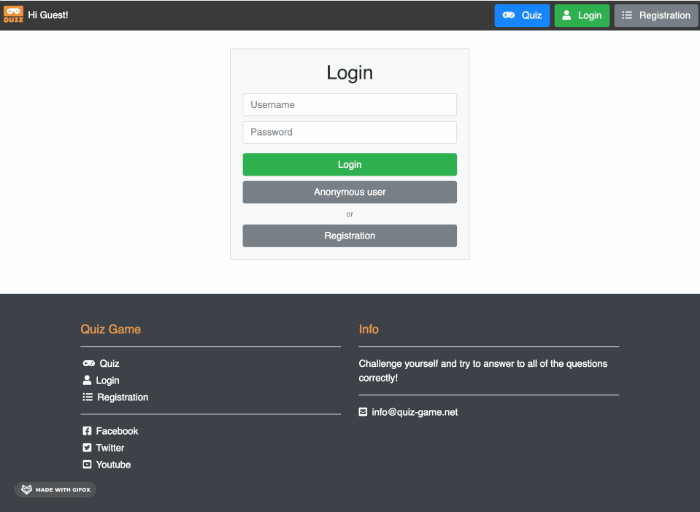 QUIZZ Hi Guest! Quiz Login Registration
Login
Username
Password
Login
Anonymous user
or
Registration
Quiz Game
Quiz
Login
Registration
Facebook
Twitter
Youtube
Info
Challenge yourself and try to answer to all of the questions
correctly!
info@quiz-game.net
MADE WITH GIFOX